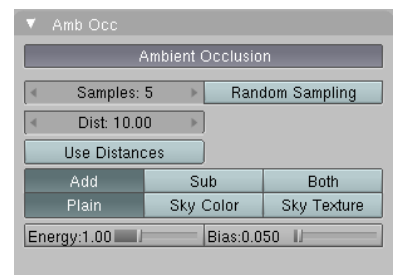 Amb Occ
Ambient Occlusion
Samples: 5 Random Sampling
Dist: 10.00
Use Distances
Add Sub Both
Plain Sky Color Sky Texture
Energy:1.00 Bias:0.050